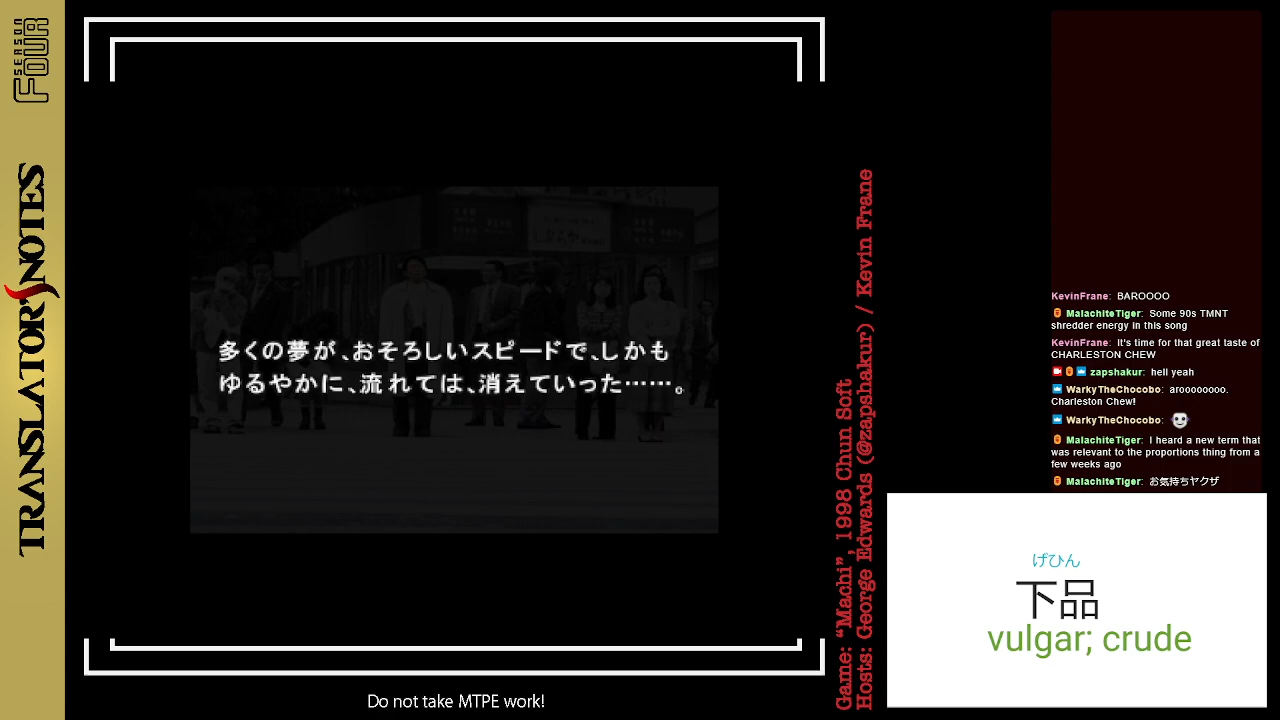 SEASON
FOUR
TRANSLATOR'S NOTES
多くの夢が、おそろしいスピードで、しかも
ゆるやかに、流れては、消えていった……。
Do not take MTPE work!
Game: "Machi", 1998 Chun Soft
Hosts: George Edwards (@zapshakur) / Kevin Frane
KevinFrane: BAROOOO
MalachiteTiger: Some 90s TMNT
shredder energy in this song
KevinFrane: It's time for that great taste of
CHARLESTON CHEW
zapshakur: hell yeah
WarkyTheChocobo: aroooooooo.
Charleston Chew!
WarkyTheChocobo:
MalachiteTiger: I heard a new term that
was relevant to the proportions thing from a
few weeks ago
MalachiteTiger: お気持ちヤクザ
げひん
下品
vulgar; crude